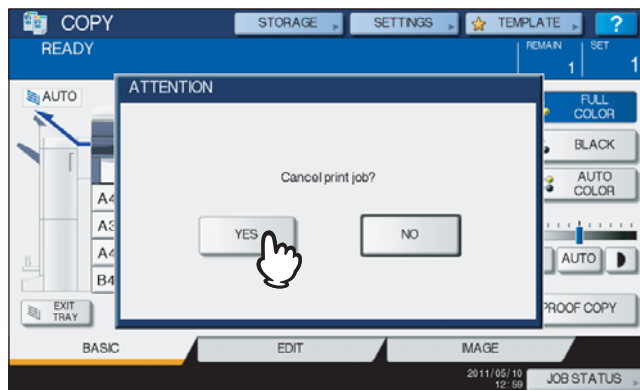 COPY
STORAGE
SETTINGS
TEMPLATE
?
READY
REMAIN
1
SET
1
AUTO
ATTENTION
Cancel print job?
YES
NO
A4
A3
A4
B4
EXIT
TRAY
FULL
COLOR
BLACK
AUTO
COLOR
AUTO
PROOF COPY
BASIC
EDIT
IMAGE
2011/05/10
12:59
JOB STATUS